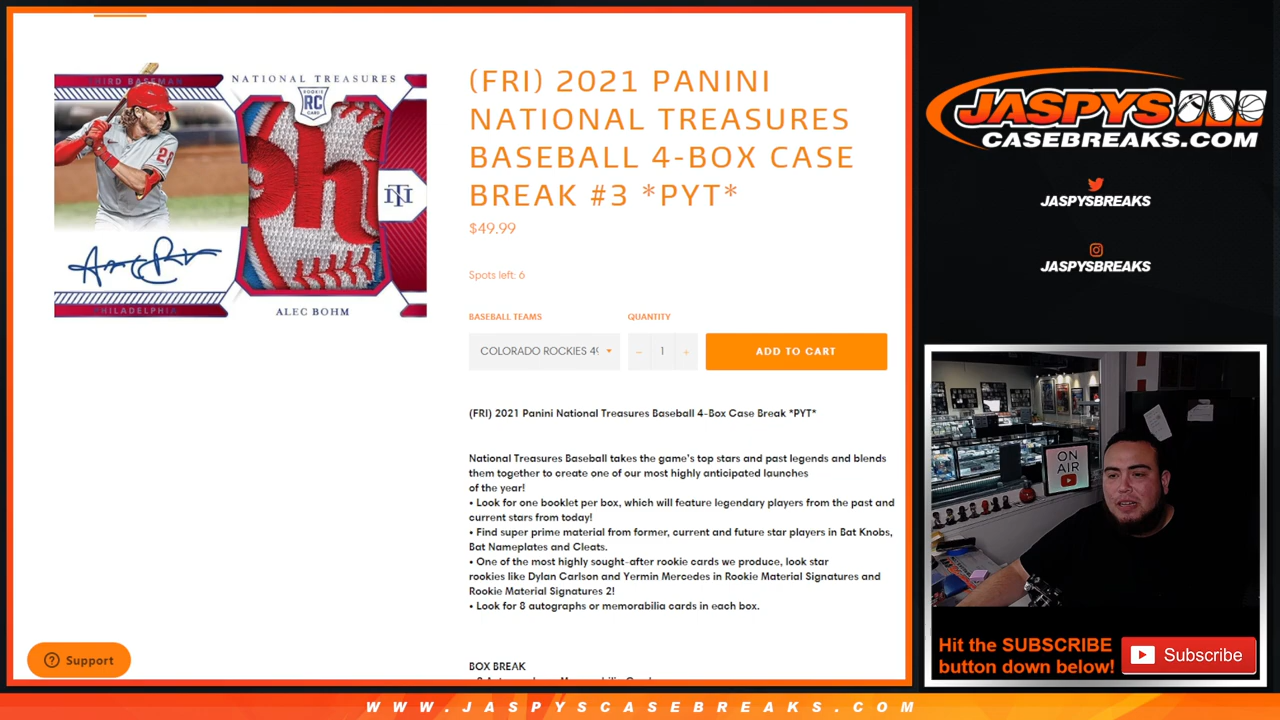 THIRD BASEMAN
NATIONAL TREASURES
ROOKIE
RC
CARD
28
Phi
NT
PHILADELPHIA
ALEC BOHM
(FRI) 2021 PANINI
NATIONAL TREASURES
BASEBALL 4-BOX CASE
BREAK #3 *PYT*
$49.99
Spots left: 6
BASEBALL TEAMS
QUANTITY
COLORADO ROCKIES 49
− 1 +
ADD TO CART
(FRI) 2021 Panini National Treasures Baseball 4-Box Case Break *PYT*
National Treasures Baseball takes the game's top stars and past legends and blends
them together to create one of our most highly anticipated launches
of the year!
• Look for one booklet per box, which will feature legendary players from the past and
current stars from today!
• Find super prime material from former, current and future star players in Bat Knobs,
Bat Nameplates and Cleats.
• One of the most highly sought-after rookie cards we produce, look star
rookies like Dylan Carlson and Yermin Mercedes in Rookie Material Signatures and
Rookie Material Signatures 2!
• Look for 8 autographs or memorabilia cards in each box.
BOX BREAK
? Support
JASPYS
CASEBREAKS.COM
JASPYSBREAKS
JASPYSBREAKS
ON
AIR
Hit the SUBSCRIBE
button down below!
Subscribe
WWW.JASPYSCASEBREAKS.COM